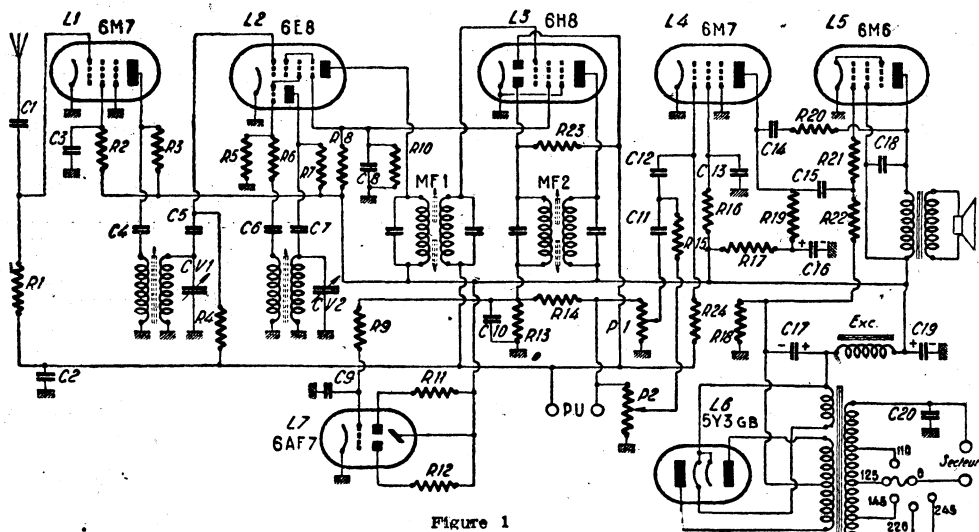 L1 6M7
L2 6E8
L3 6H8
L4 6M7
L5 6M6
C1
C3
R2
R3
R5
R6
R7
R8
C8
R10
R23
C12
C13
C14
R20
R21
C18
MF1
MF2
C11
R15
R16
R19
C15
R22
R17
+ -
C16
C4
C5
C6
C7
CV1
CV2
R1
R4
R9
C10
R13
R14
P1
R24
R18
C17
- +
Exc.
C19
+ -
C2
C9
R11
R12
L7
6AF7
PU
P2
L6
5Y3GB
C20
110
125
0
145
220
245
Secteur
Figure 1